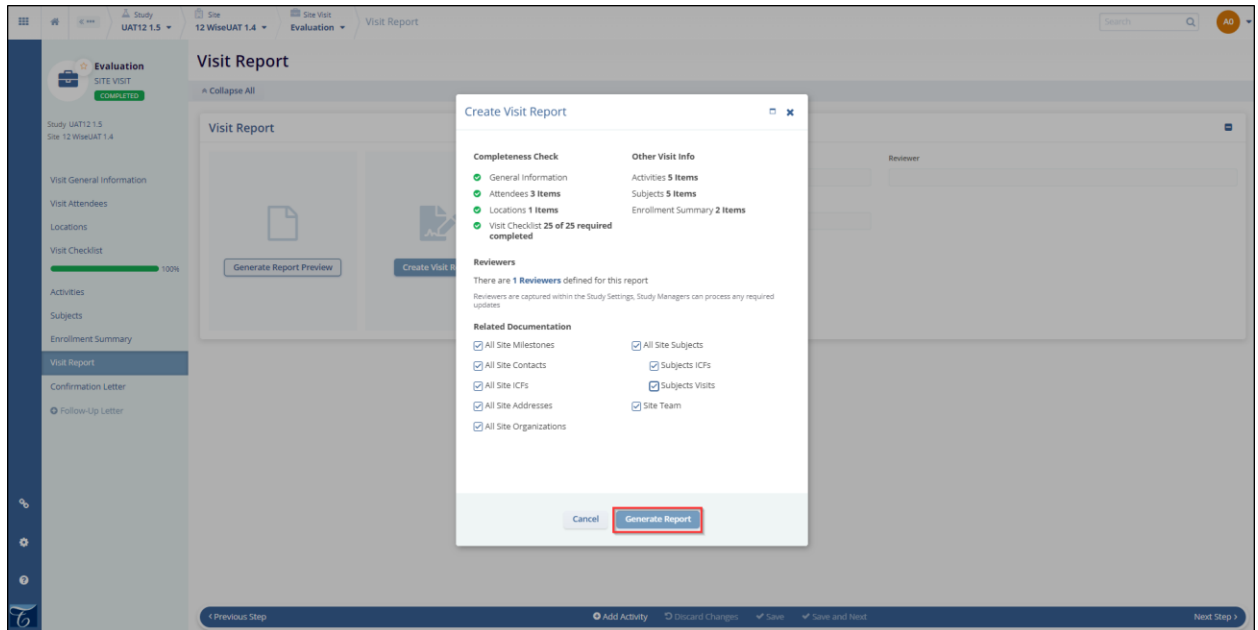 Study
UAT12 1.5
Site
12 WiseUAT 1.4
Site Visit
Evaluation
Visit Report
Search
AO
Evaluation
SITE VISIT
COMPLETED
Study UAT12 1.5
Site 12 WiseUAT 1.4
Visit General Information
Visit Attendees
Locations
Visit Checklist
100%
Activities
Subjects
Enrollment Summary
Visit Report
Confirmation Letter
Follow-Up Letter
Visit Report
Collapse All
Visit Report
Generate Report Preview
Create Visit R
Reviewer
Create Visit Report
Completeness Check
General Information
Attendees 3 Items
Locations 1 Items
Visit Checklist 25 of 25 required
completed
Other Visit Info
Activities 5 Items
Subjects 5 Items
Enrollment Summary 2 Items
Reviewers
There are 1 Reviewers defined for this report
Reviewers are captured within the Study Settings, Study Managers can process any required
updates
Related Documentation
All Site Milestones
All Site Contacts
All Site ICFs
All Site Addresses
All Site Organizations
All Site Subjects
Subjects ICFs
Subjects Visits
Site Team
Cancel
Generate Report
Previous Step
Add Activity
Discard Changes
Save
Save and Next
Next Step